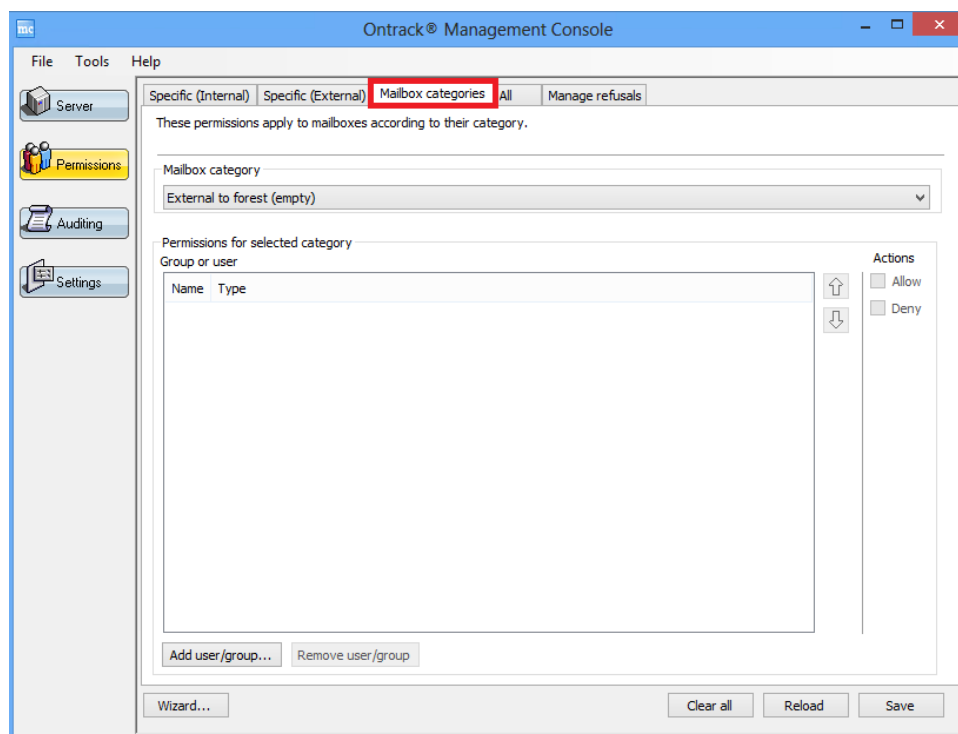 mc
Ontrack® Management Console
File Tools Help
Server
Permissions
Auditing
Settings
Specific (Internal) Specific (External) Mailbox categories All Manage refusals
These permissions apply to mailboxes according to their category.
Mailbox category
External to forest (empty)
Permissions for selected category
Group or user
Name Type
Actions
Allow
Deny
Add user/group... Remove user/group
Wizard... Clear all Reload Save